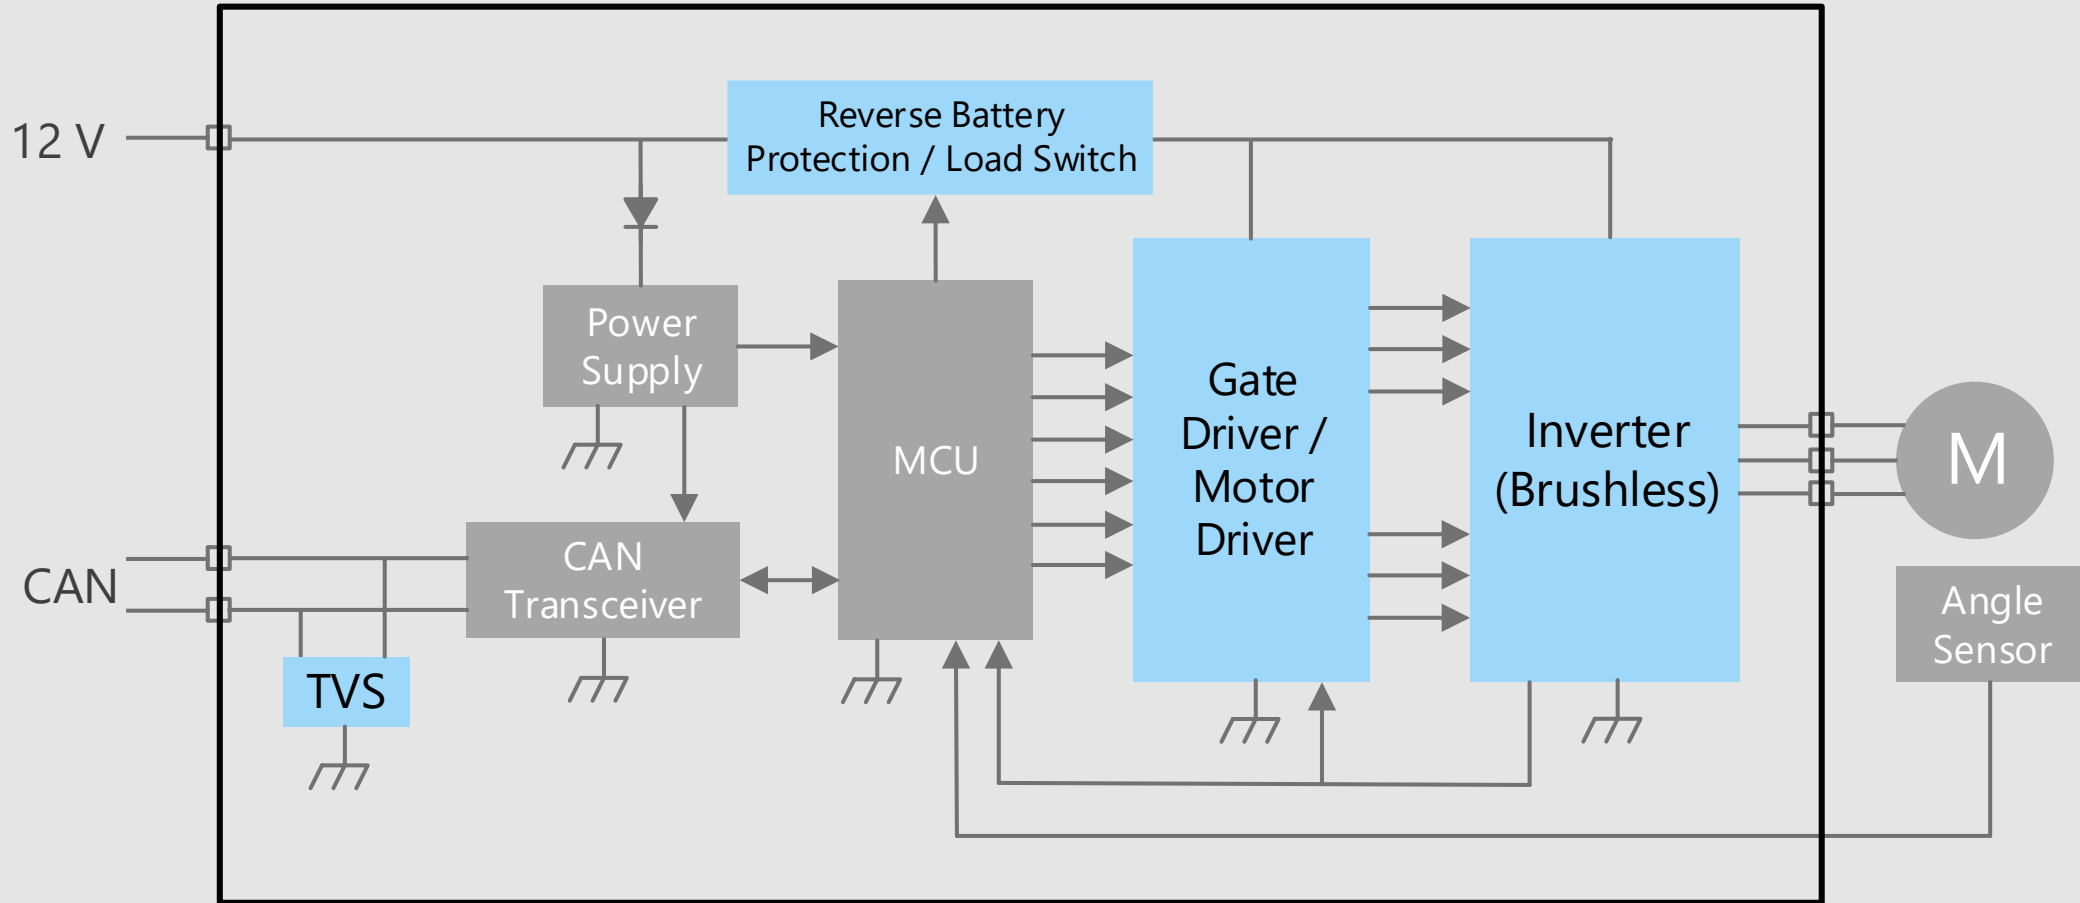 12 V
Reverse Battery
Protection / Load Switch
Power
Supply
MCU
Gate
Driver /
Motor
Driver
Inverter
(Brushless)
M
CAN
CAN
Transceiver
TVS
Angle
Sensor